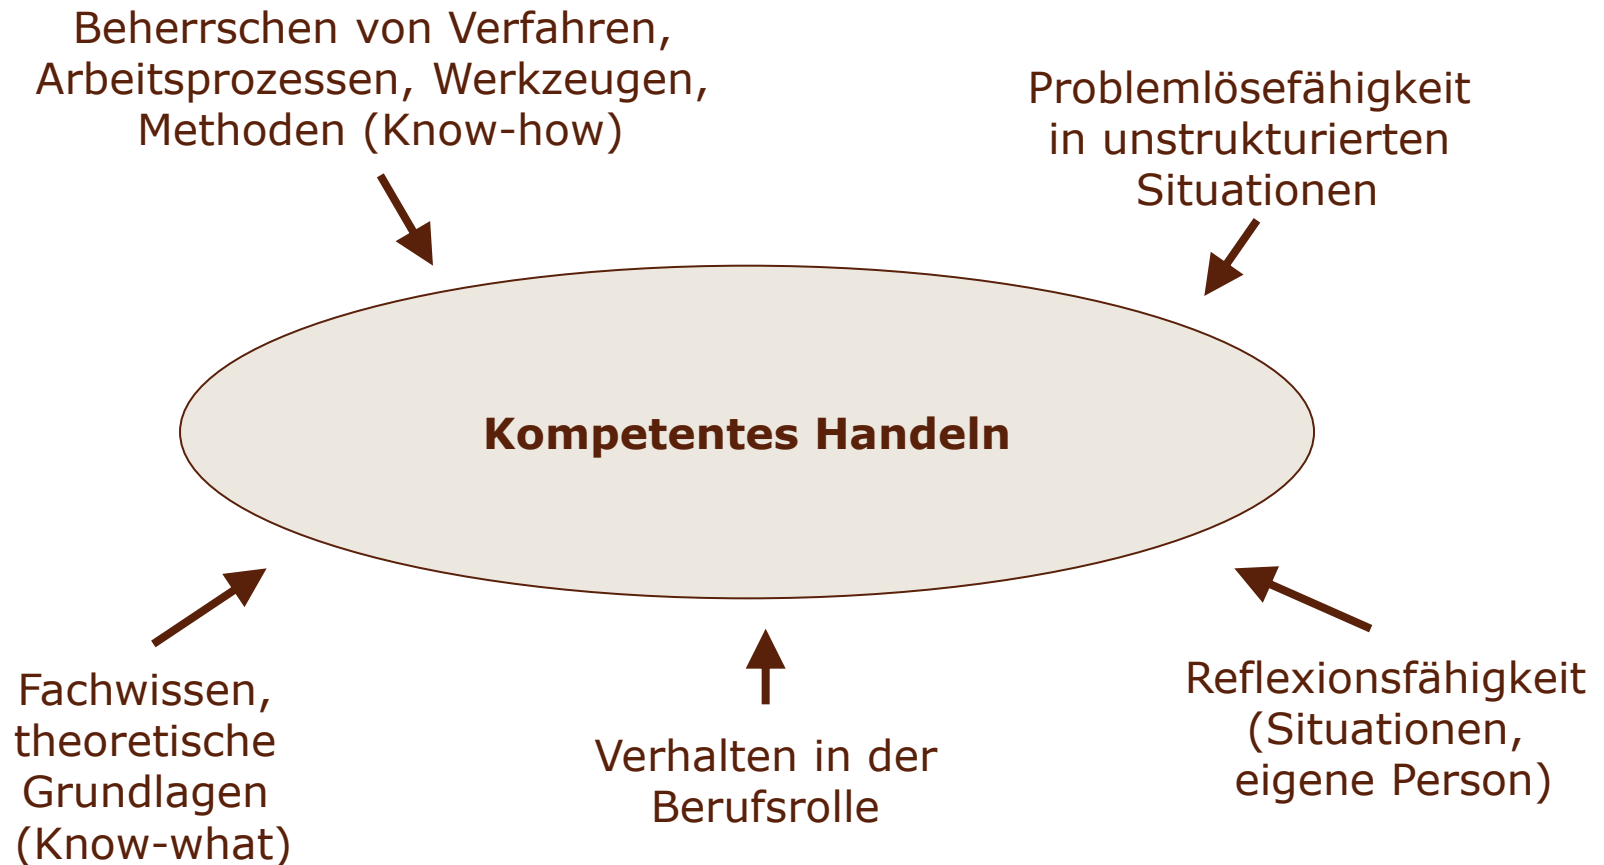 Beherrschen von Verfahren,
Arbeitsprozessen, Werkzeugen,
Methoden (Know-how)
Problemlösefähigkeit
in unstrukturierten
Situationen
Kompetentes Handeln
Fachwissen,
theoretische
Grundlagen
(Know-what)
Verhalten in der
Berufsrolle
Reflexionsfähigkeit
(Situationen,
eigene Person)